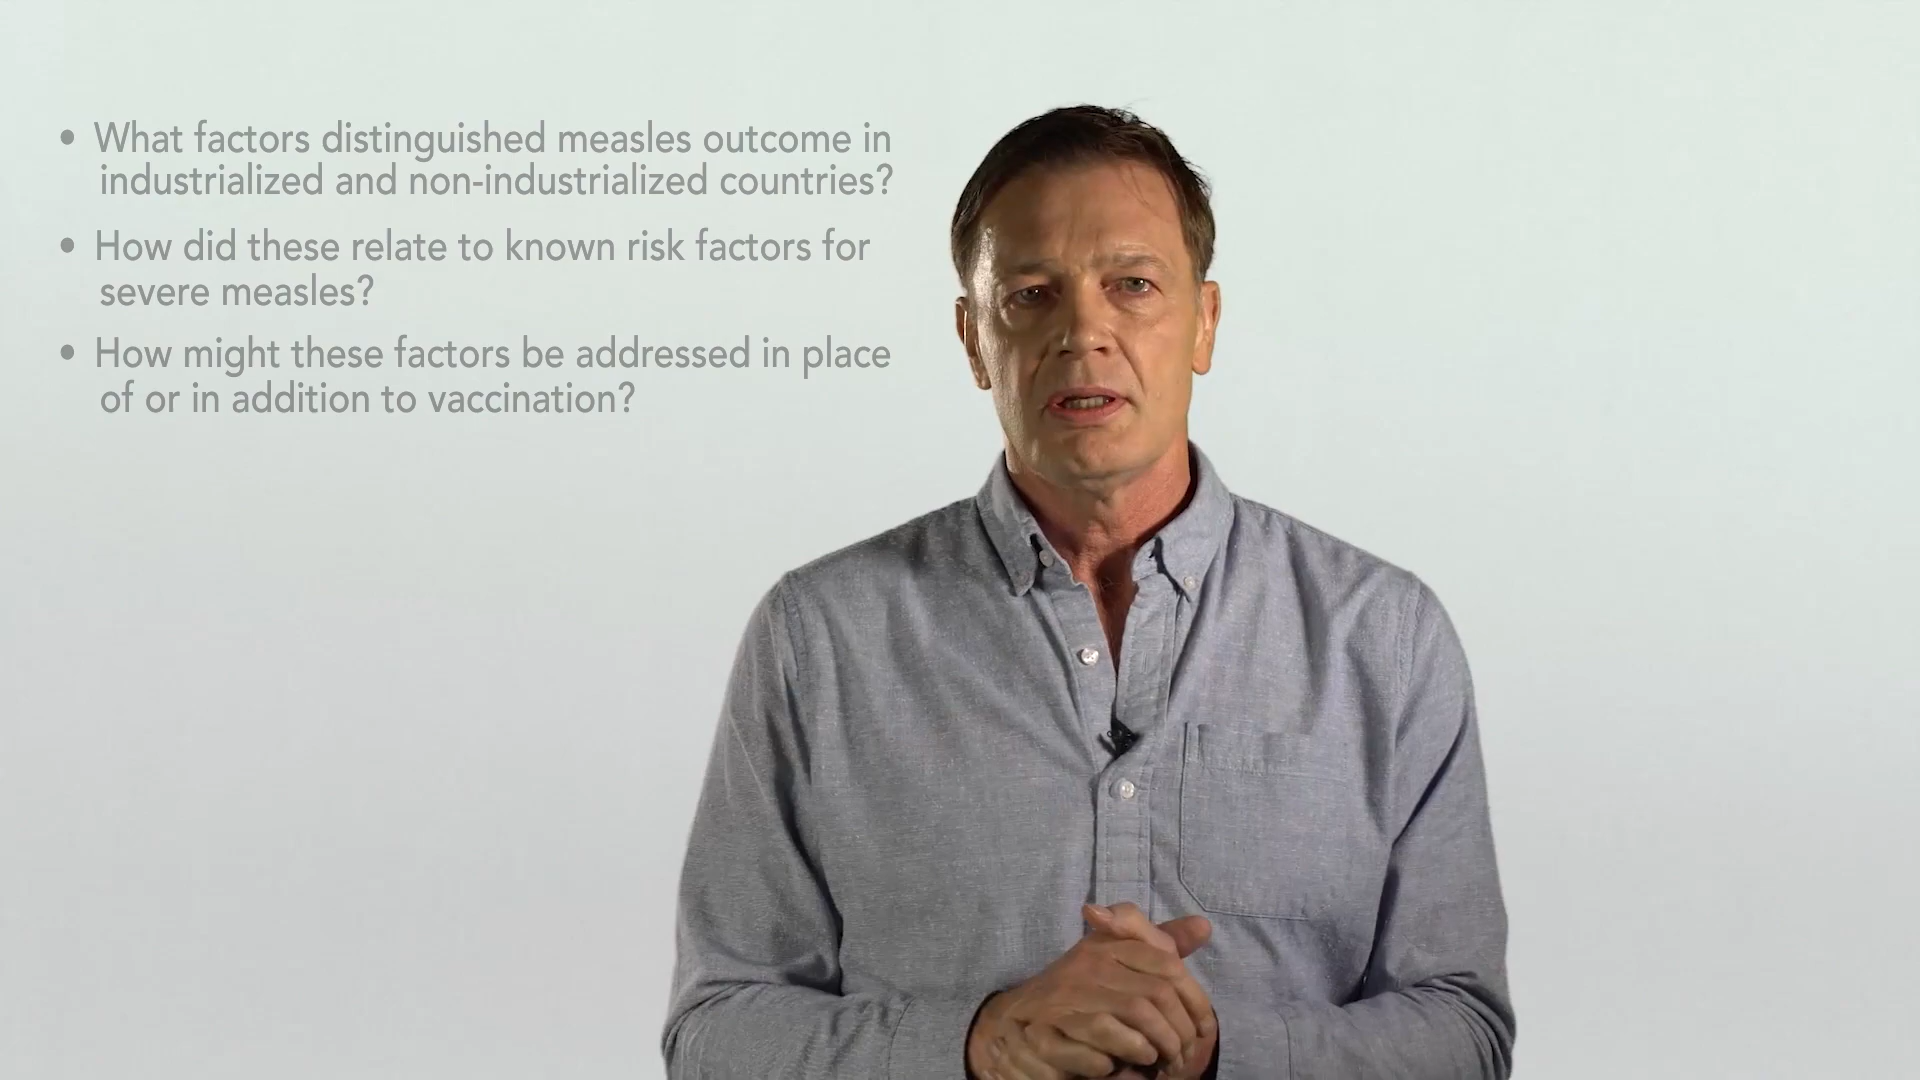 • What factors distinguished measles outcome in
industrialized and non-industrialized countries?
• How did these relate to known risk factors for
severe measles?
• How might these factors be addressed in place
of or in addition to vaccination?